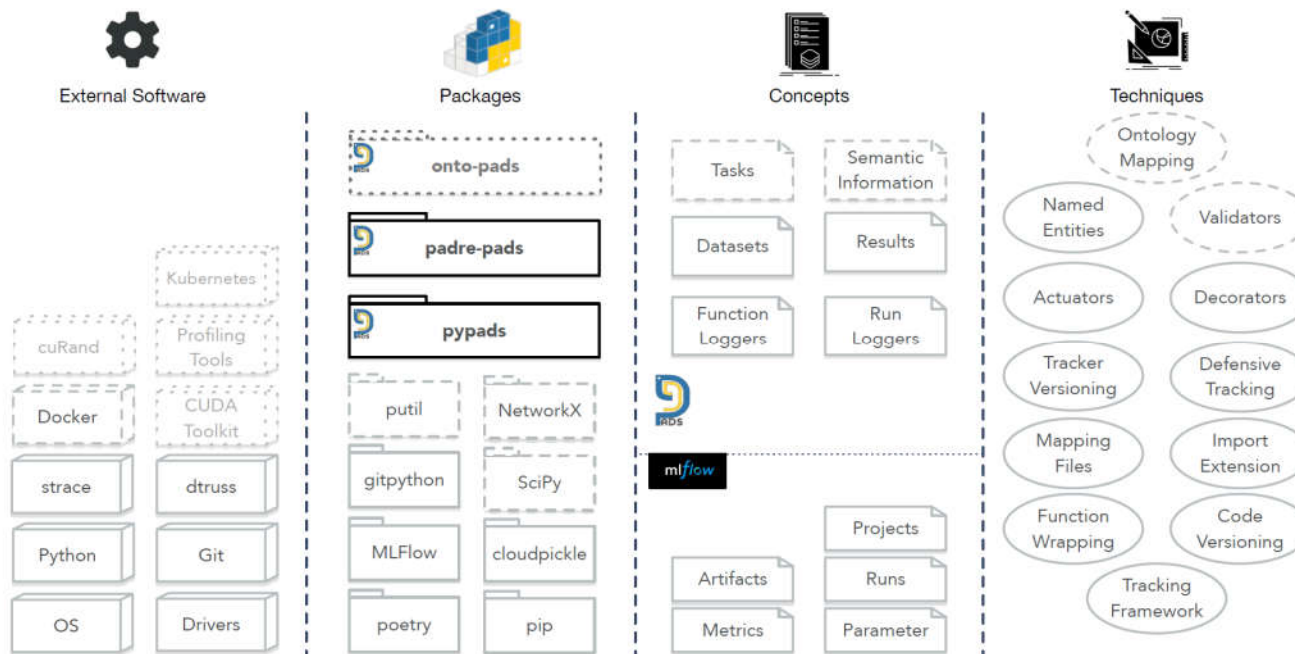 External Software
Packages
Concepts
Techniques
Kubernetes
cuRand
Profiling
Tools
Docker
CUDA
Toolkit
strace
dtruss
Python
Git
OS
Drivers
onto-pads
padre-pads
pypads
putil
NetworkX
gitpython
SciPy
MLFlow
cloudpickle
poetry
pip
Tasks
Semantic
Information
Datasets
Results
Function
Loggers
Run
Loggers
ADS
mlflow
Projects
Artifacts
Runs
Metrics
Parameter
Ontology
Mapping
Named
Entities
Validators
Actuators
Decorators
Tracker
Versioning
Defensive
Tracking
Mapping
Files
Import
Extension
Function
Wrapping
Code
Versioning
Tracking
Framework